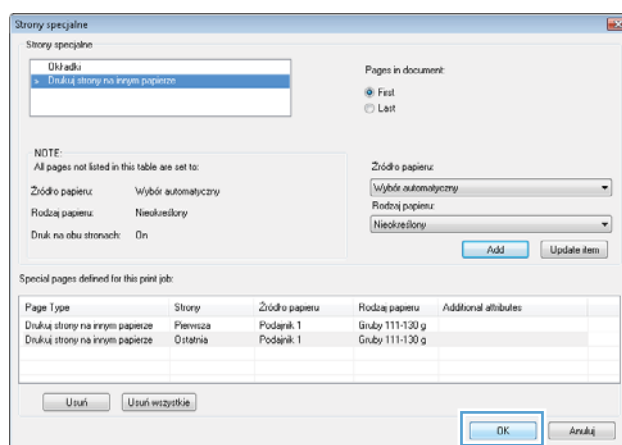 Strony specjalne
Strony specjalne
Okładki
» Drukuj strony na innym papierze
Pages in document:
First
Last
NOTE:
All pages not listed in this table are set to:
Źródło papieru: Wybór automatyczny
Rodzaj papieru: Nieokreślony
Druk na obu stronach: On
Źródło papieru:
Wybór automatyczny
Rodzaj papieru:
Nieokreślony
Add Update item
Special pages defined for this print job:
Page Type Strony Źródło papieru Rodzaj papieru Additional attributes
Drukuj strony na innym papierze Pierwsza Podajnik 1 Gruby 111-130 g
Drukuj strony na innym papierze Ostatnia Podajnik 1 Gruby 111-130 g
Usuń Usuń wszystkie
OK Anuluj